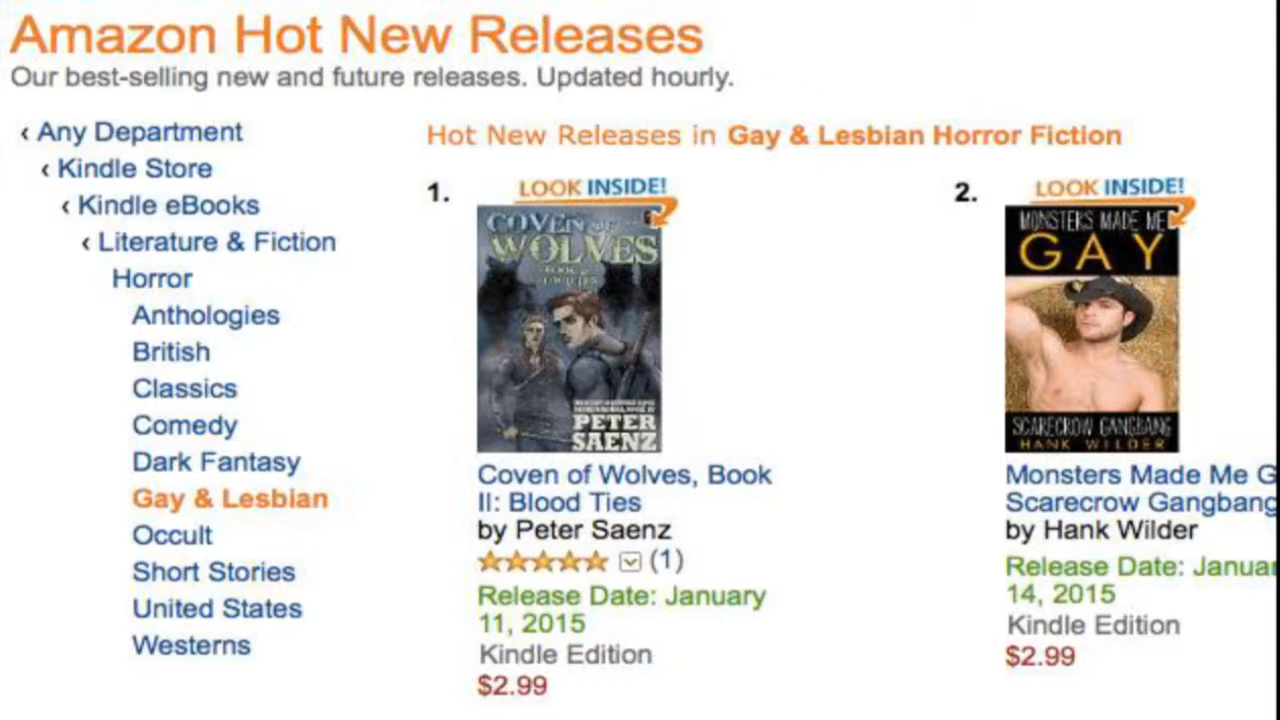 Amazon Hot New Releases
Our best-selling new and future releases. Updated hourly.
‹ Any Department
‹ Kindle Store
‹ Kindle eBooks
‹ Literature & Fiction
Horror
Anthologies
British
Classics
Comedy
Dark Fantasy
Gay & Lesbian
Occult
Short Stories
United States
Westerns
Hot New Releases in Gay & Lesbian Horror Fiction
1.
LOOK INSIDE!
COVEN OF
WOLVES
PETER
SAENZ
Coven of Wolves, Book
II: Blood Ties
by Peter Saenz
(1)
Release Date: January
11, 2015
Kindle Edition
$2.99
2.
LOOK INSIDE!
MONSTERS MADE ME
GAY
SCARECROW GANGBANG
HANK WILDER
Monsters Made Me G
Scarecrow Gangbang
by Hank Wilder
Release Date: Januar
14, 2015
Kindle Edition
$2.99